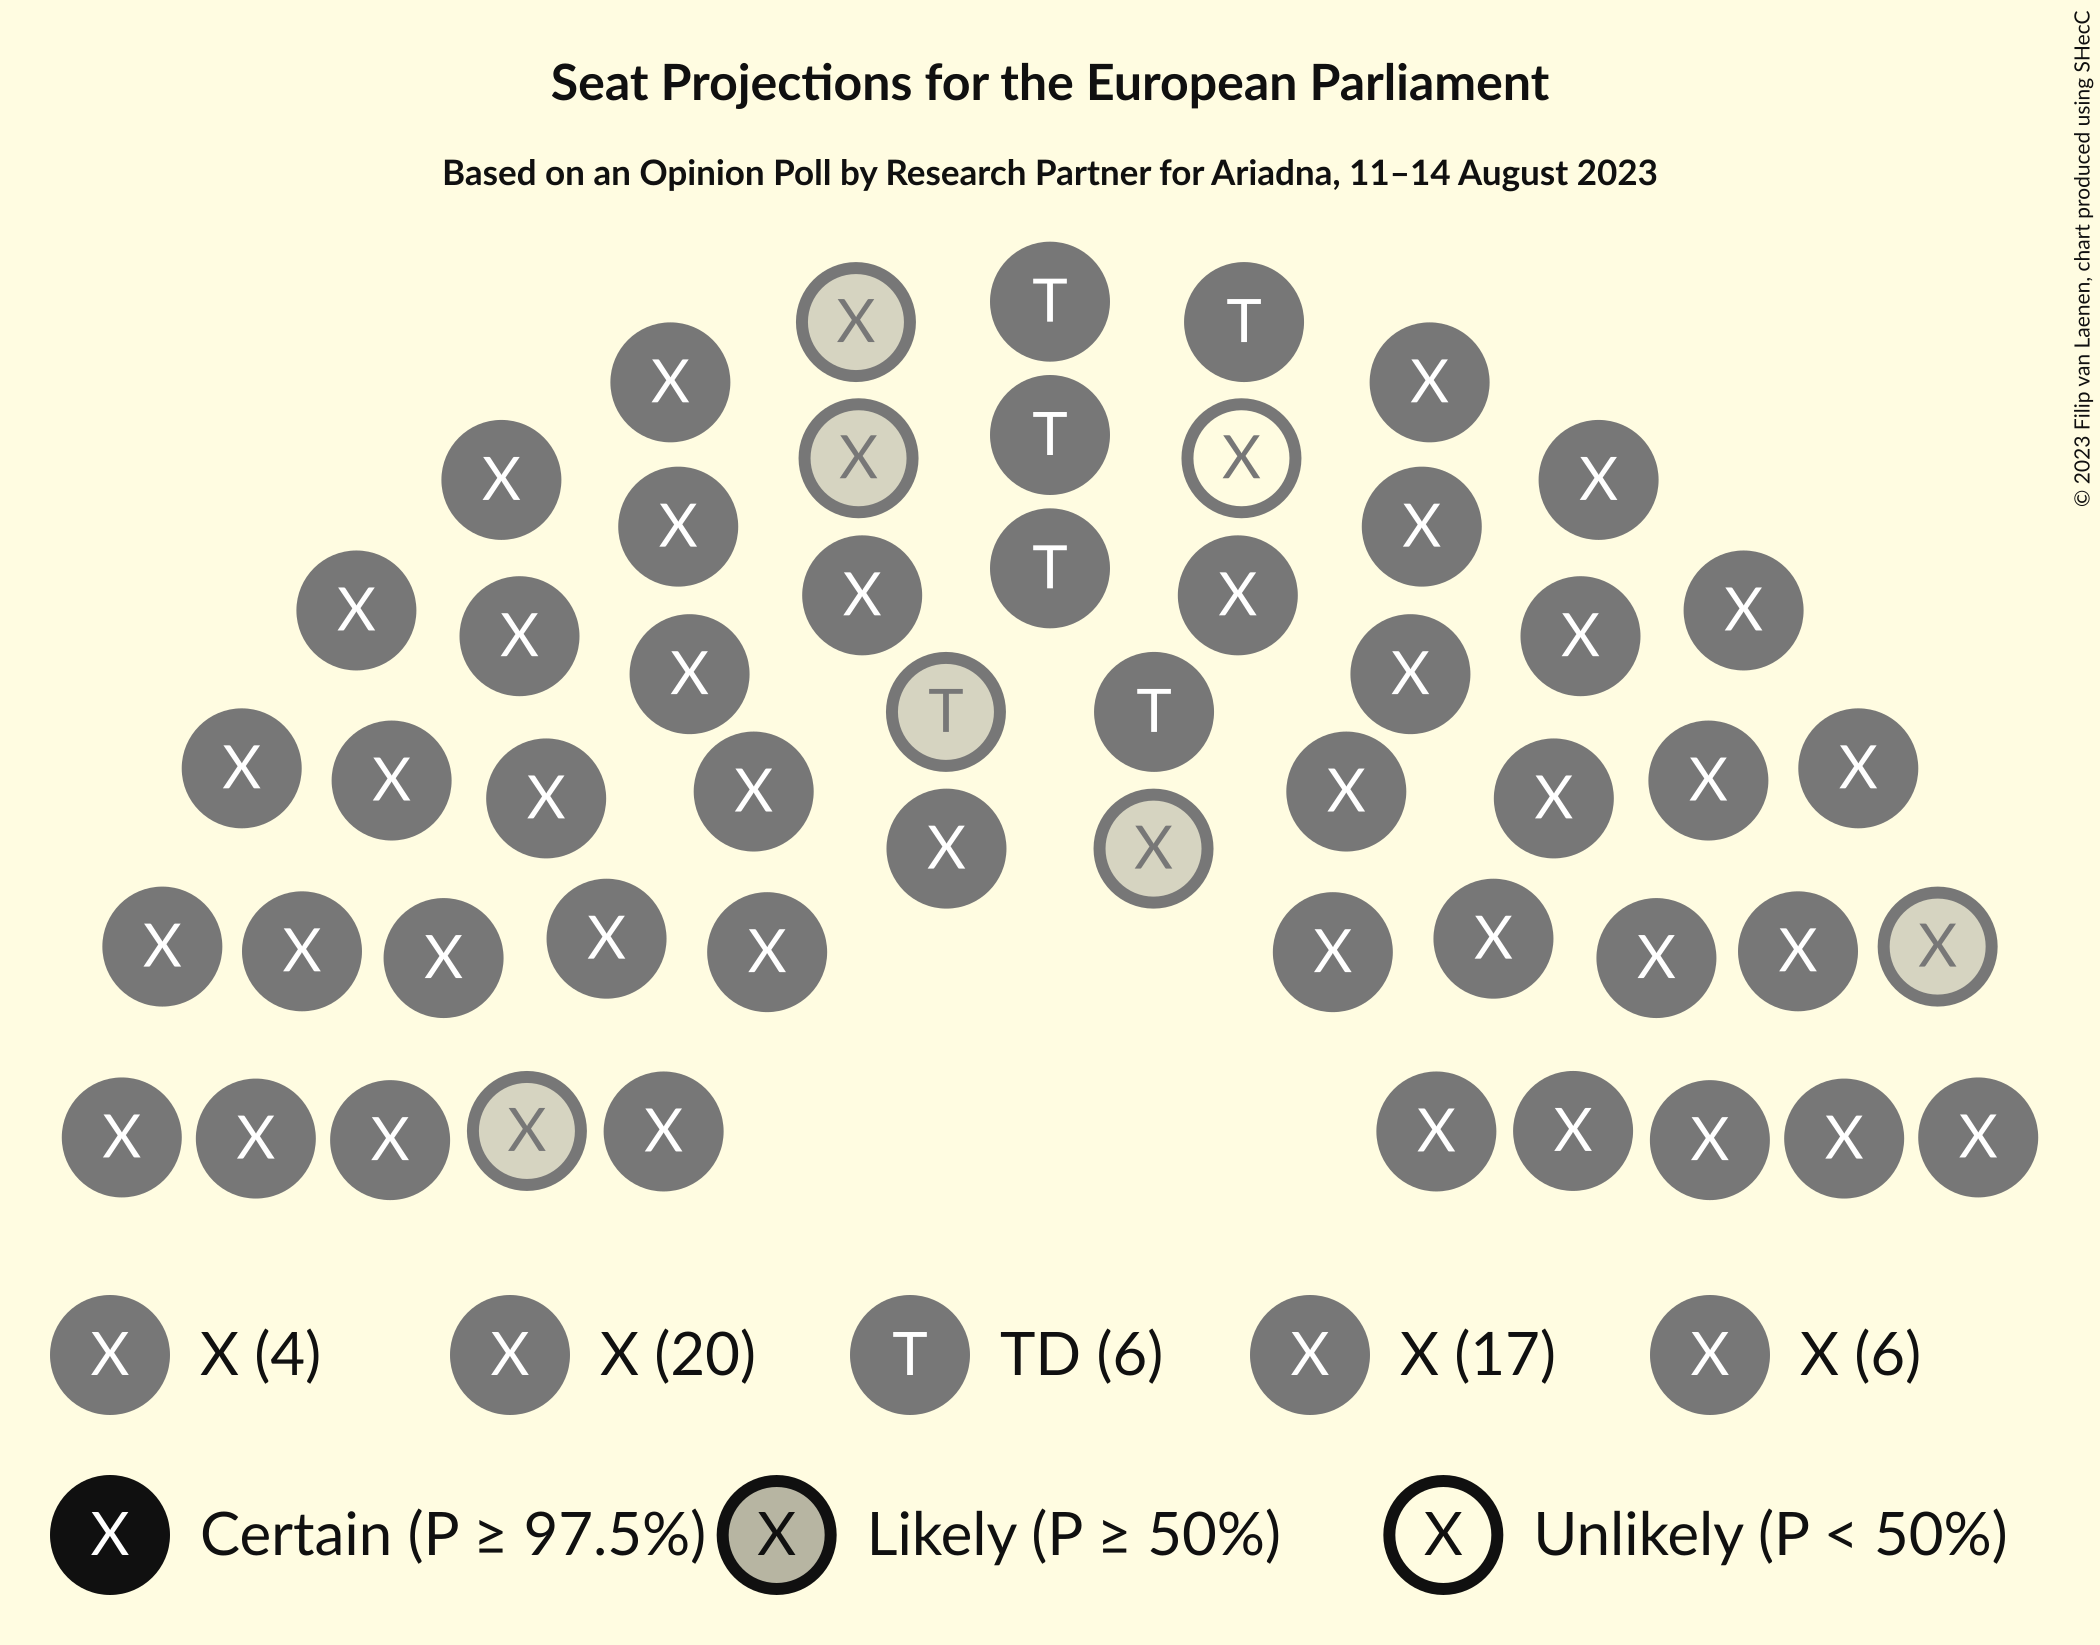 Seat Projections for the European Parliament
Based on an Opinion Poll by Research Partner for Ariadna, 11–14 August 2023
© 2023 Filip van Laenen, chart produced using SHecC
T
X T
X X
T
X X
X X
X X
T
X X
X X
X X
X X
T T
X X
X X X X X X
X X
X X
X X X X
X X X X X X
X X X X X X X X X X
X X (4) X X (20) T TD (6) X X (17) X X (6)
X Certain (P ≥ 97.5%) X Likely (P ≥ 50%) X Unlikely (P < 50%)